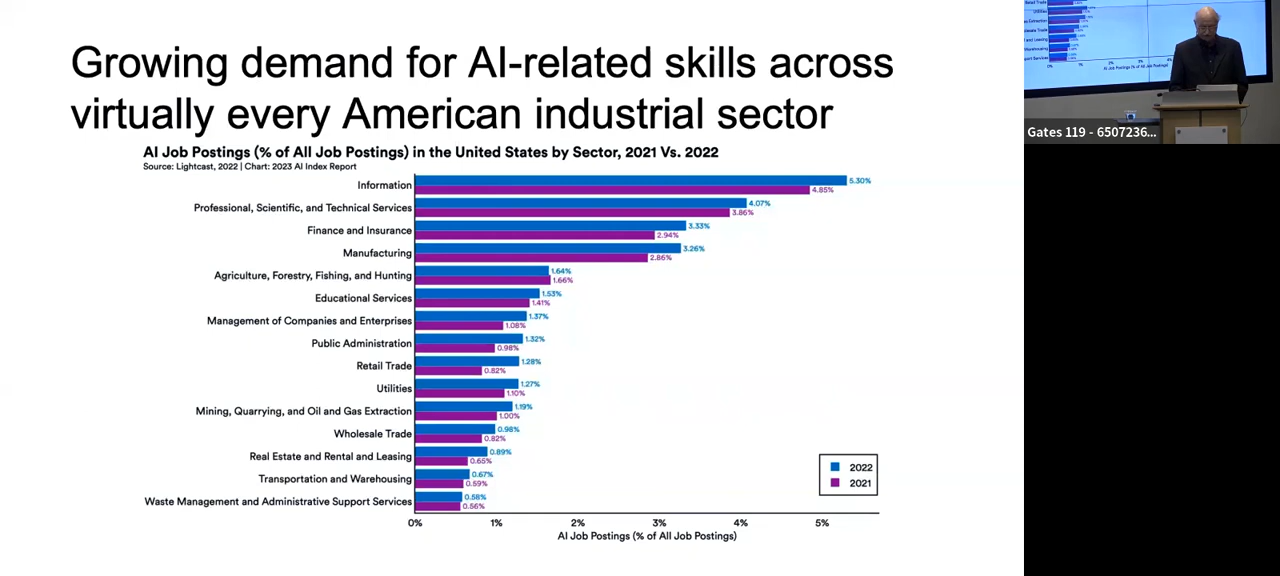 Growing demand for AI-related skills across
virtually every American industrial sector
AI Job Postings (% of All Job Postings) in the United States by Sector, 2021 Vs. 2022
Source: Lightcast, 2022 | Chart: 2023 AI Index Report
Information
5.30%
4.85%
Professional, Scientific, and Technical Services
4.07%
3.86%
Finance and Insurance
3.33%
2.94%
Manufacturing
3.26%
2.86%
Agriculture, Forestry, Fishing, and Hunting
1.64%
1.66%
Educational Services
1.53%
1.41%
Management of Companies and Enterprises
1.37%
1.08%
Public Administration
1.32%
0.98%
Retail Trade
1.28%
0.82%
Utilities
1.27%
1.10%
Mining, Quarrying, and Oil and Gas Extraction
1.19%
1.00%
Wholesale Trade
0.98%
0.82%
Real Estate and Rental and Leasing
0.89%
0.65%
Transportation and Warehousing
0.67%
0.59%
Waste Management and Administrative Support Services
0.58%
0.56%
2022
2021
0% 1% 2% 3% 4% 5%
AI Job Postings (% of All Job Postings)
Gates 119 - 6507236...